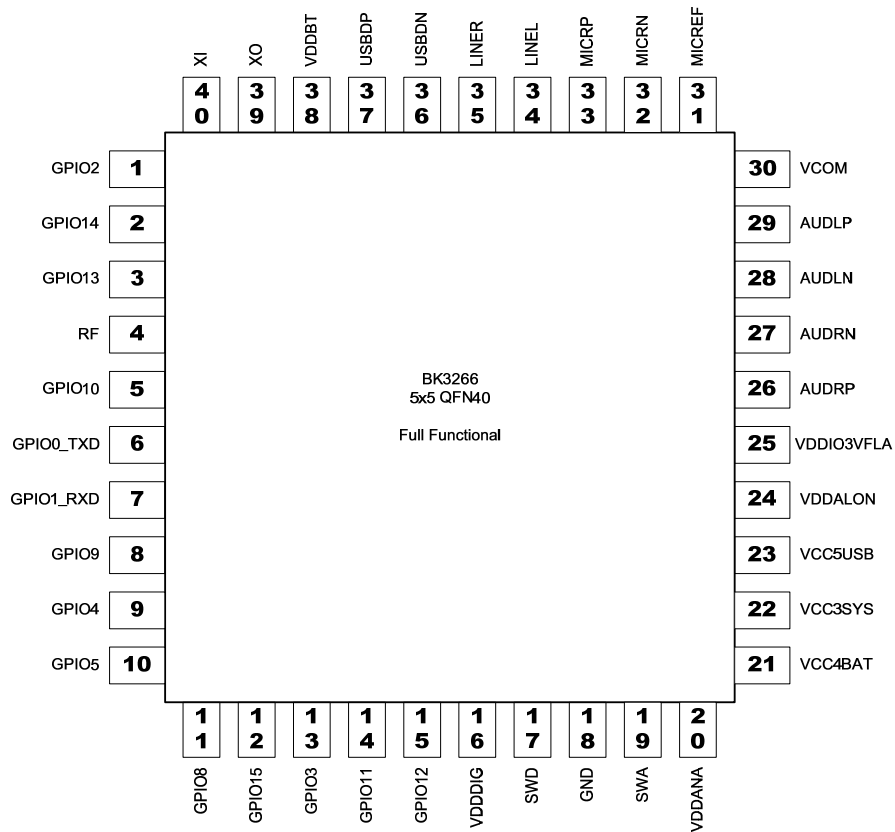 XI
XO
VDDBT
USBDP
USBDN
LINER
LINEL
MICRP
MICRN
MICREF
40
39
38
37
36
35
34
33
32
31
GPIO2 1
GPIO14 2
GPIO13 3
RF 4
GPIO10 5
GPIO0_TXD 6
GPIO1_RXD 7
GPIO9 8
GPIO4 9
GPIO5 10
BK3266
5x5 QFN40
Full Functional
30 VCOM
29 AUDLP
28 AUDLN
27 AUDRN
26 AUDRP
25 VDDIO3VFLA
24 VDDALON
23 VCC5USB
22 VCC3SYS
21 VCC4BAT
11
12
13
14
15
16
17
18
19
20
GPIO8
GPIO15
GPIO3
GPIO11
GPIO12
VDDDIG
SWD
GND
SWA
VDDANA